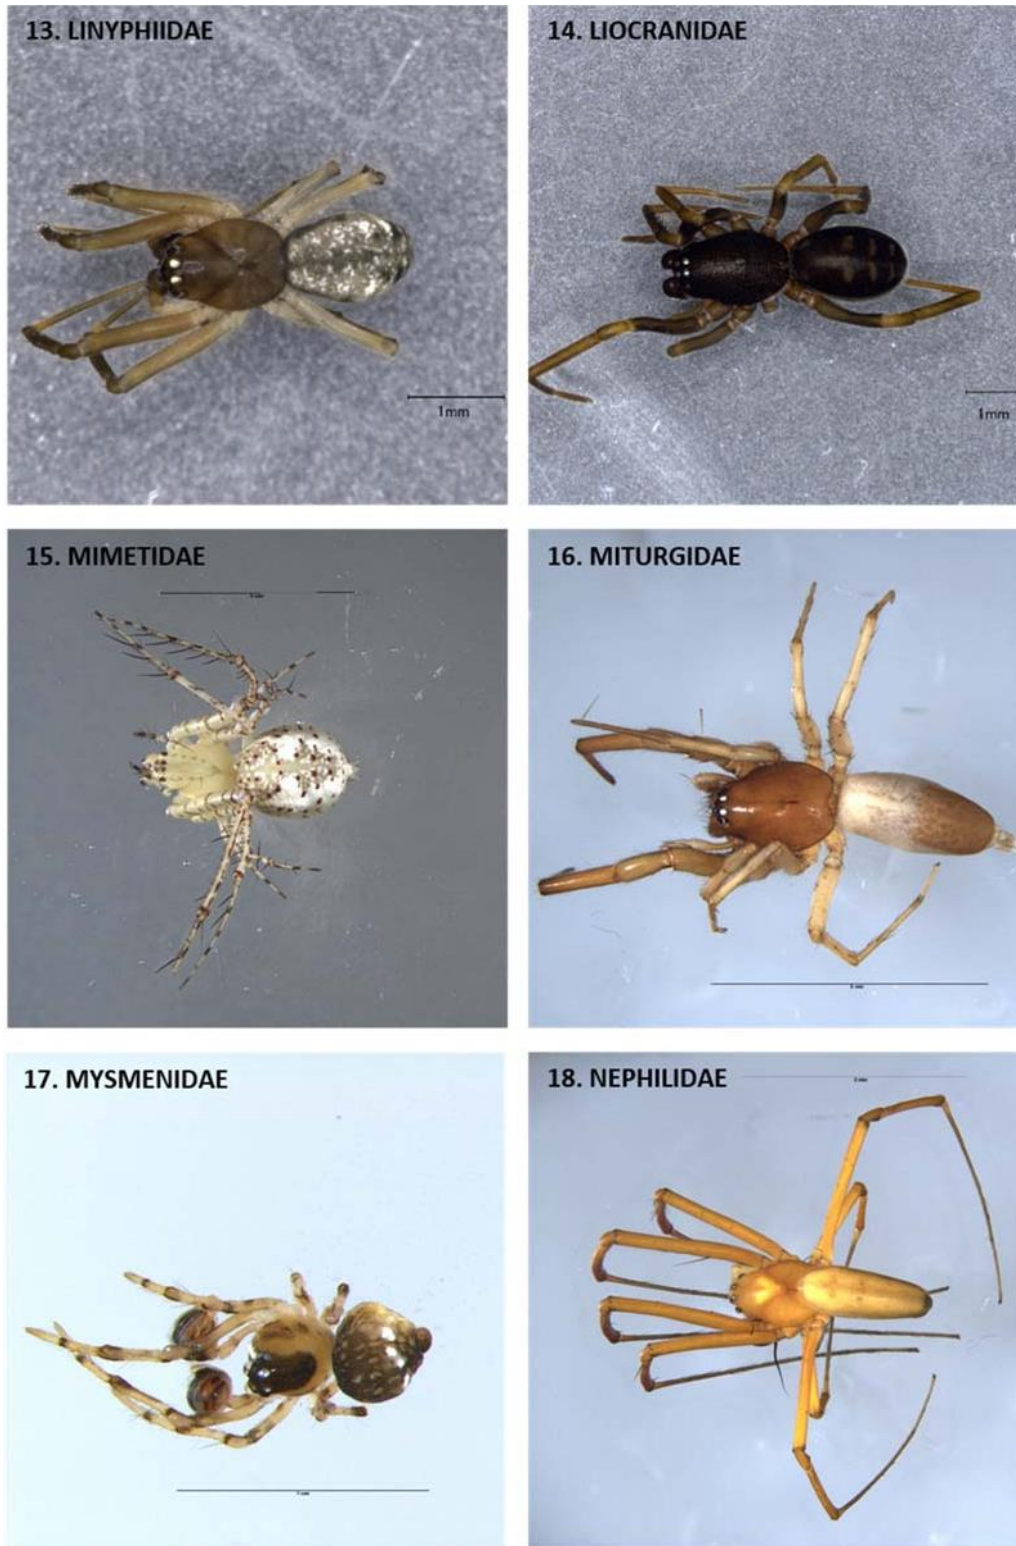 13. LINYPHIIDAE
14. LIOCRANIDAE
1mm
1mm
15. MIMETIDAE
16. MITURGIDAE
17. MYSMENIDAE
18. NEPHILIDAE